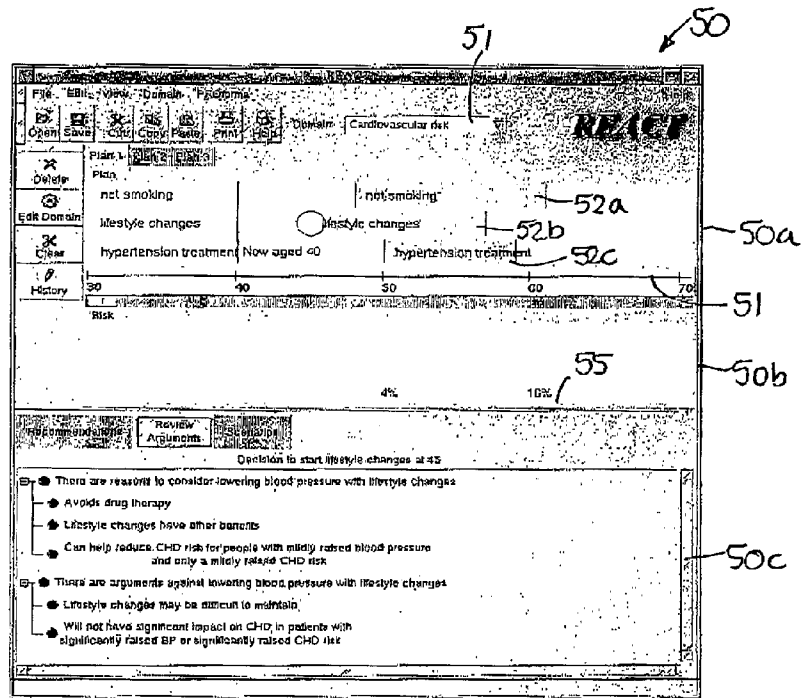 50
51
File Edit View Domain
Open Save Cut Copy Paste Print Help Domain Cardiovascular risk
REACT
Delete
Plan 1 Plan 2 Plan 3
Plan
not smoking not smoking 52a
Edit Domain
lifestyle changes lifestyle changes 52b
50a
Clear
hypertension treatment Now aged 40 hypertension treatment 52c
History
30 40 50 60 70
51
Risk
50b
55
4% 10%
Recommendations Review Arguments
Decision to start lifestyle changes at 45
There are reasons to consider lowering blood pressure with lifestyle changes
Avoids drug therapy
Lifestyle changes have other benefits
Can help reduce CHD risk for people with mildly raised blood pressure
and only a mildly raised CHD risk
50c
There are arguments against lowering blood pressure with lifestyle changes
Lifestyle changes may be difficult to maintain
Will not have significant impact on CHD in patients with
significantly raised BP or significantly raised CHD risk